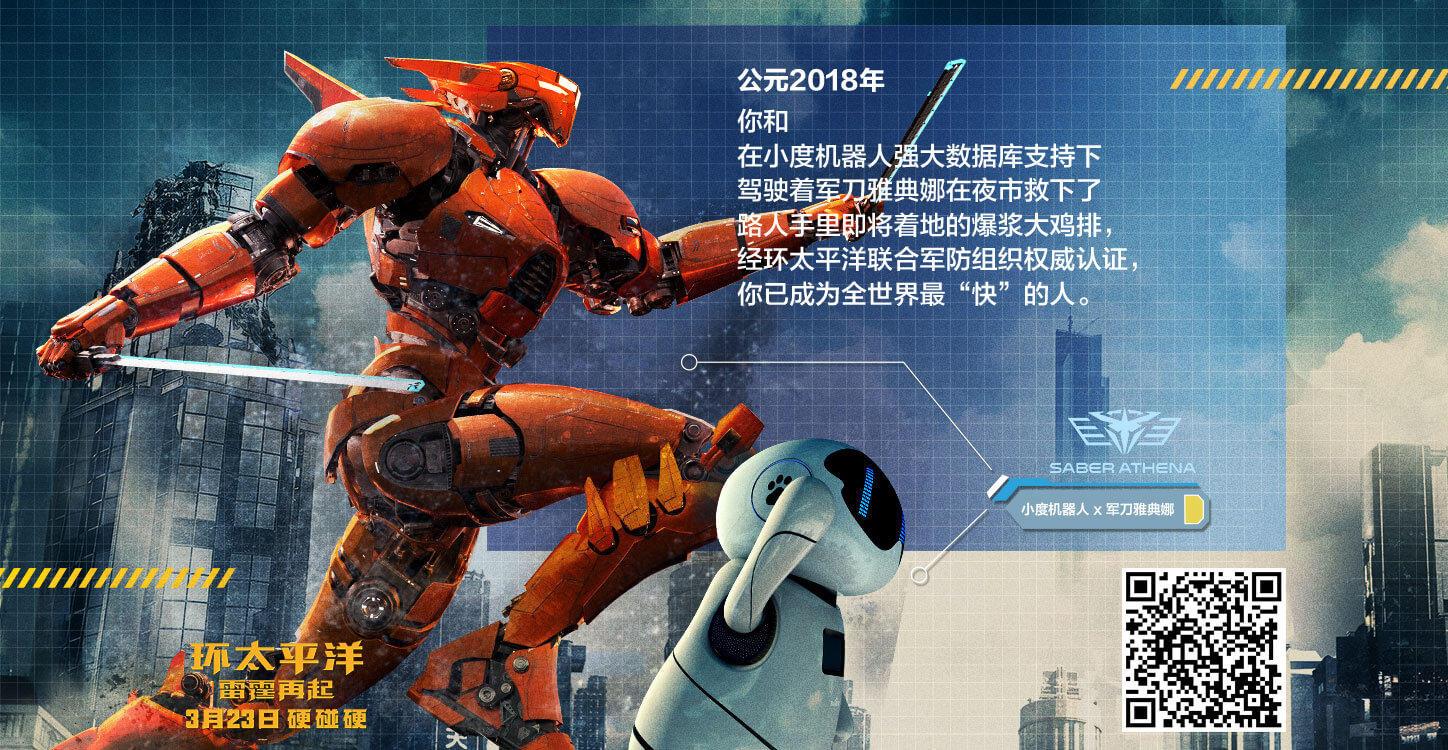 公元2018年
你和
在小度机器人强大数据库支持下
驾驶着军刀雅典娜在夜市救下了
路人手里即将着地的爆浆大鸡排，
经环太平洋联合军防组织权威认证，
你已成为全世界最“快”的人。
SABER ATHENA
小度机器人 x 军刀雅典娜
环太平洋
雷霆再起
3月23日 硬碰硬